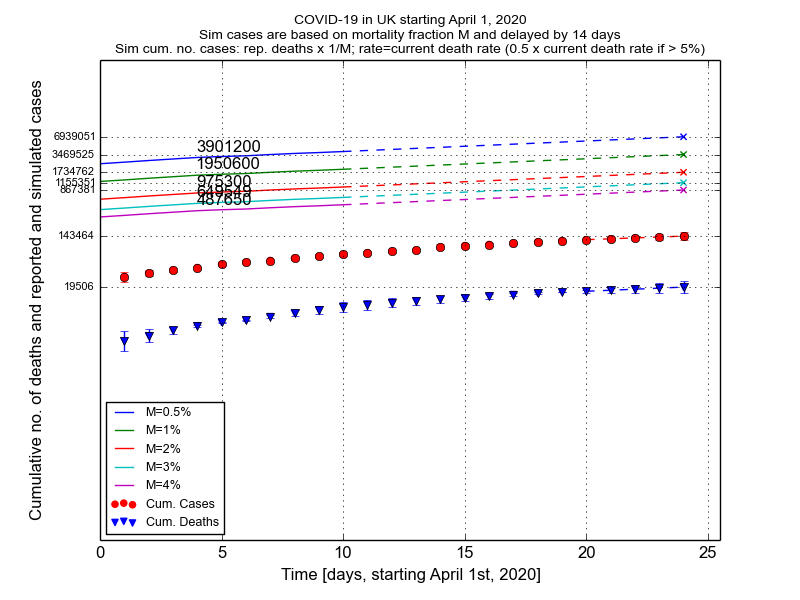 COVID-19 in UK starting April 1, 2020
Sim cases are based on mortality fraction M and delayed by 14 days
Sim cum. no. cases: rep. deaths x 1/M; rate=current death rate (0.5 x current death rate if > 5%)
Cumulative no. of deaths and reported and simulated cases
6939051
3469525
1734762
1155351
867381
143464
19506
3901200
1950600
975300
487650
M=0.5%
M=1%
M=2%
M=3%
M=4%
Cum. Cases
Cum. Deaths
0 5 10 15 20 25
Time [days, starting April 1st, 2020]